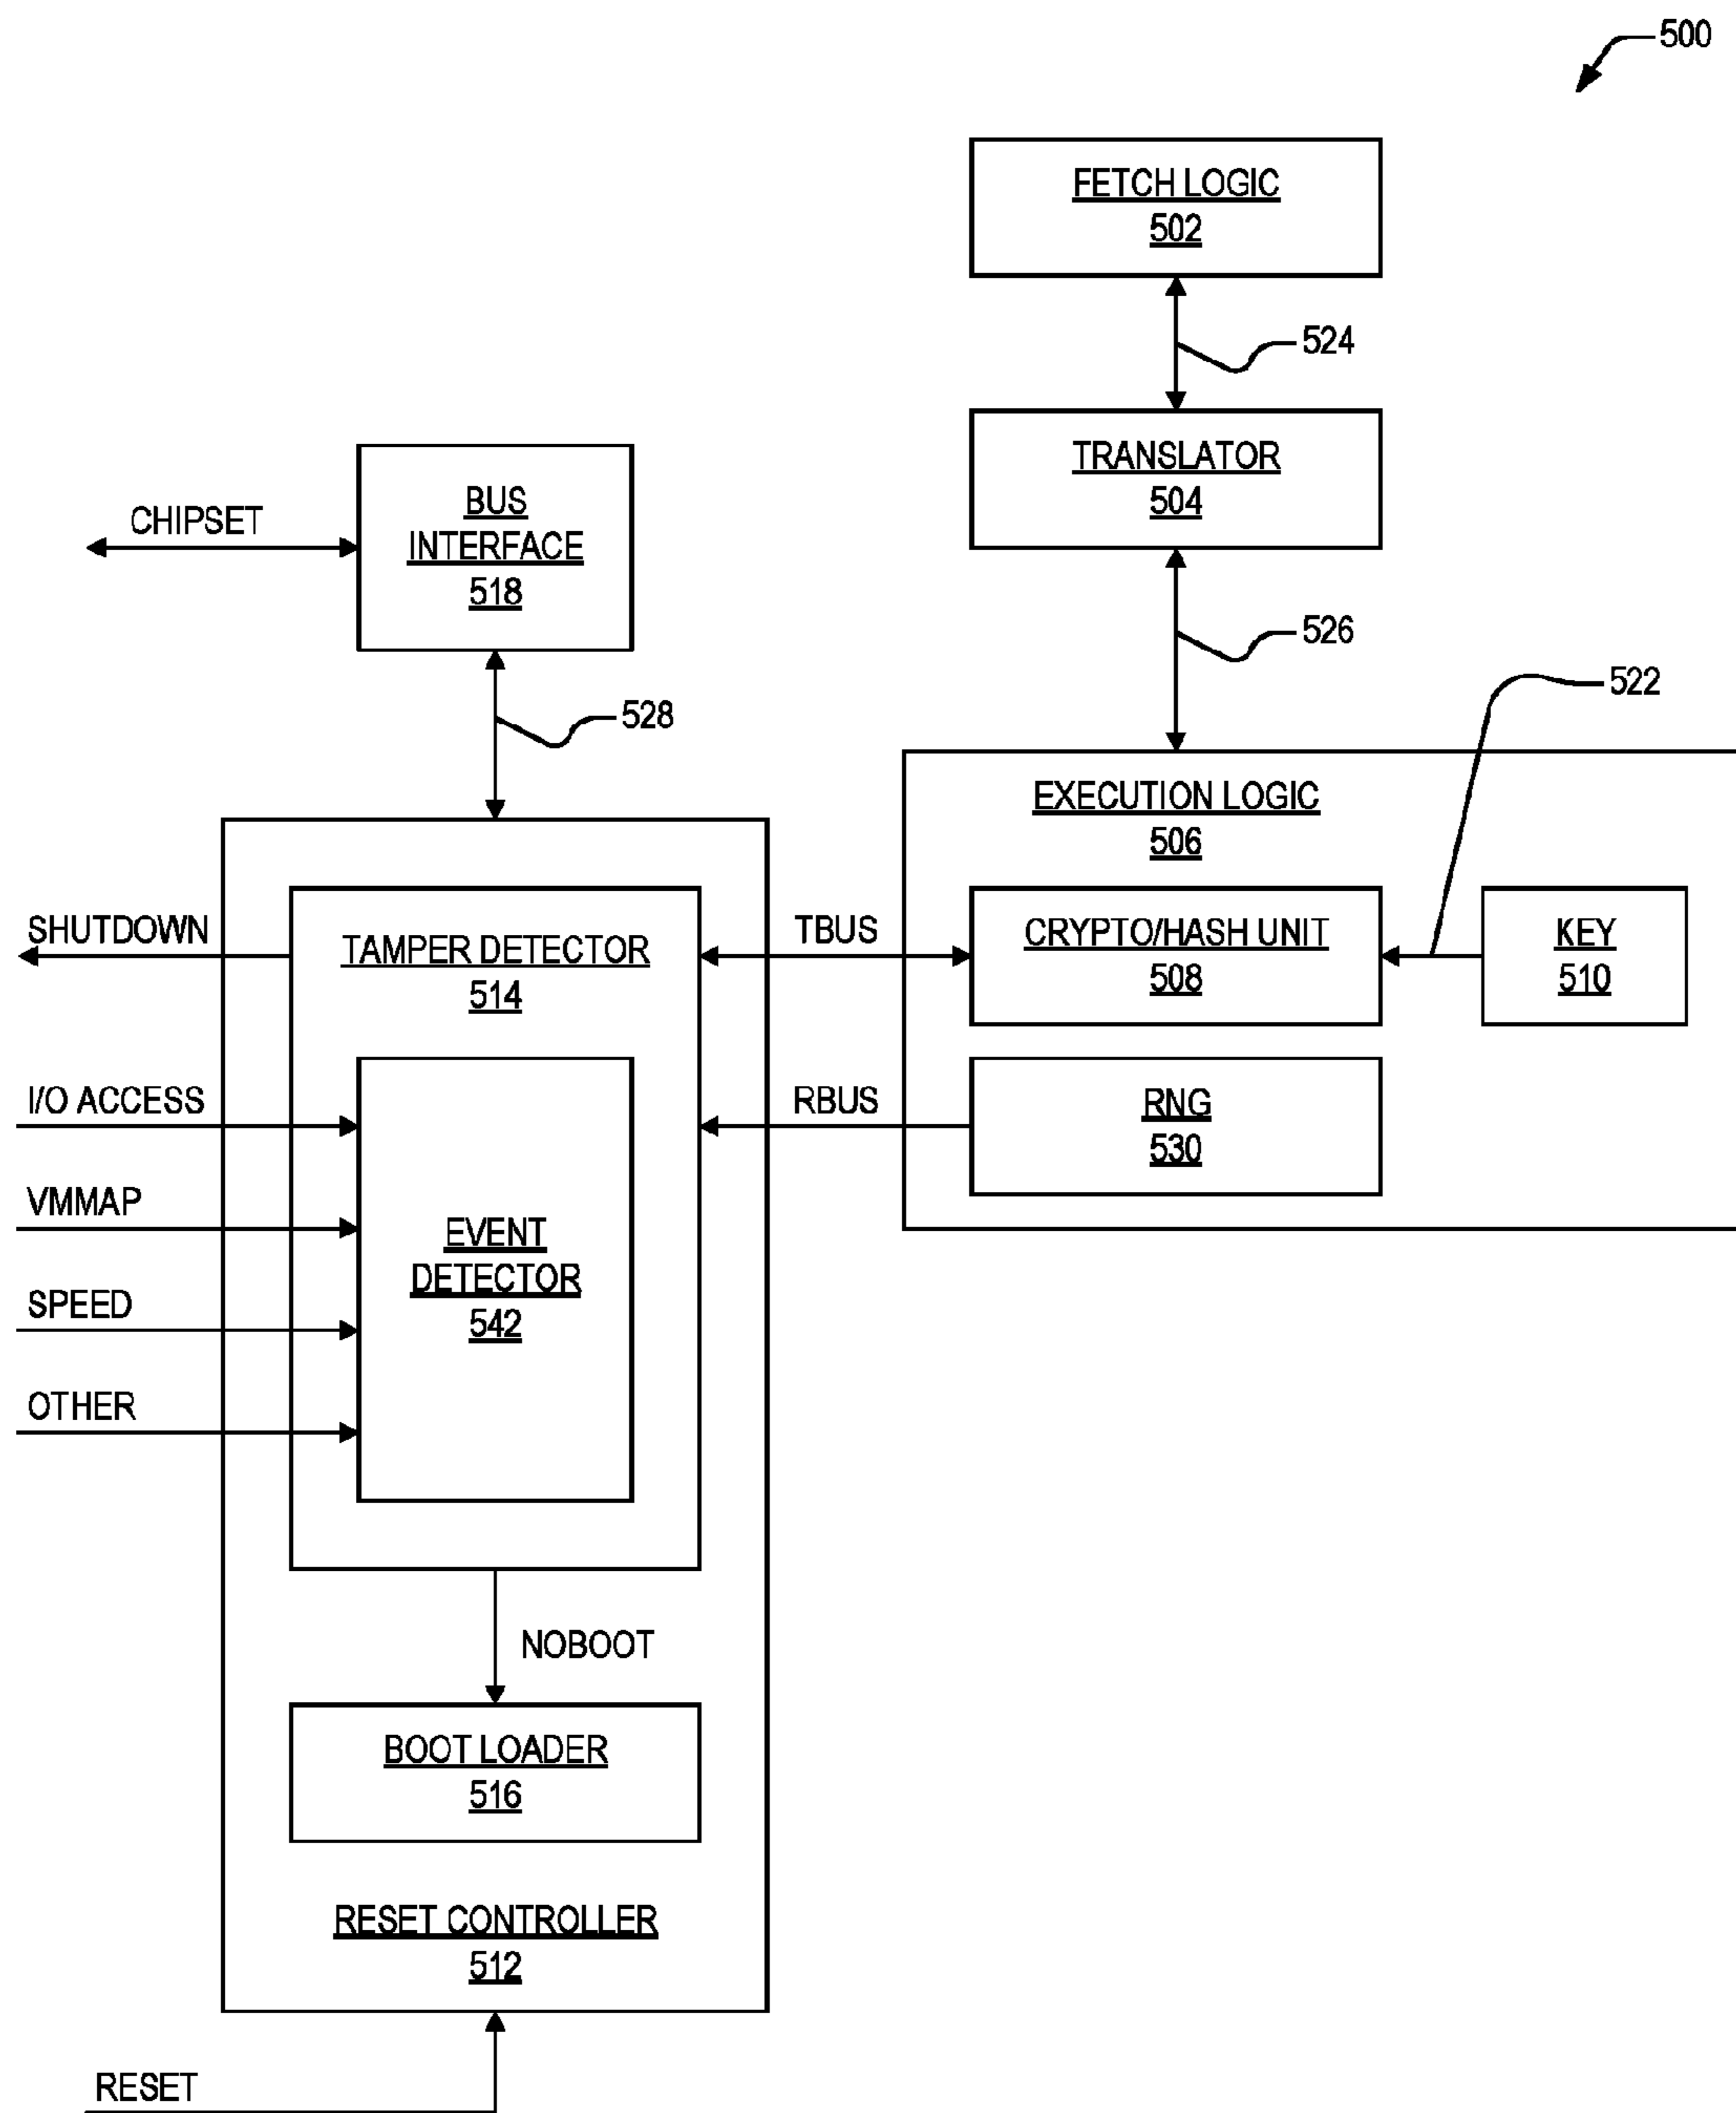 500
FETCH LOGIC
502
524
TRANSLATOR
504
CHIPSET
BUS
INTERFACE
518
526
522
528
EXECUTION LOGIC
506
SHUTDOWN
TAMPER DETECTOR
514
TBUS
CRYPTO/HASH UNIT
508
KEY
510
I/O ACCESS
RBUS
RNG
530
VMMAP
EVENT
DETECTOR
542
SPEED
OTHER
NOBOOT
BOOT LOADER
516
RESET CONTROLLER
512
RESET